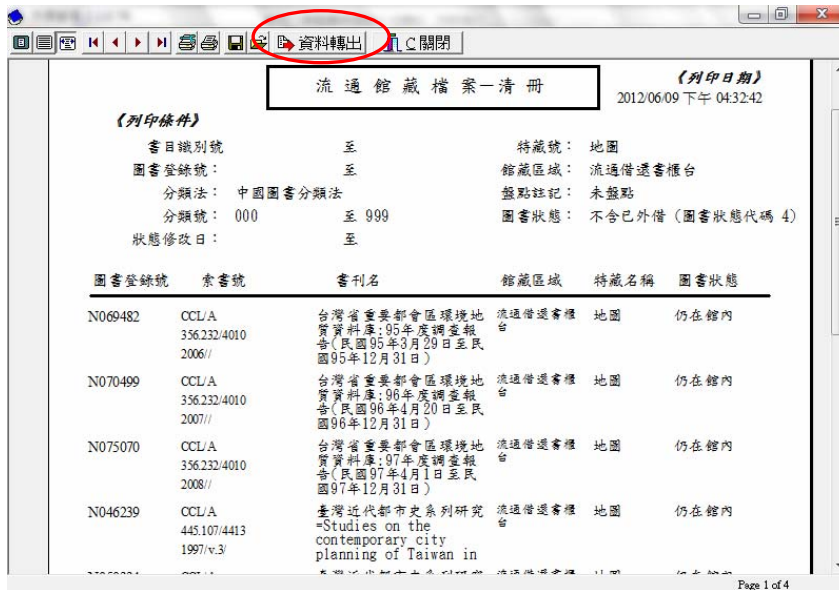 資料轉出 C關閉
流通館藏檔案－清冊
《列印日期》
2012/06/09 下午 04:32:42
《列印條件》
書目識別號 至 特藏號： 地圖
圖書登錄號： 至 館藏區域： 流通借還書櫃台
分類法： 中國圖書分類法 盤點註記： 未盤點
分類號： 000 至 999 圖書狀態： 不含已外借（圖書狀態代碼 4）
狀態修改日： 至
圖書登錄號 索書號 書刊名 館藏區域 特藏名稱 圖書狀態
N069482 CCL/A 台灣省重要都會區環境地 流通借還書櫃 地圖 仍在館內
356.232/4010 質資料庫;95年度調查報 台
2006// 告(民國95年3月29日至民
國95年12月31日)
N070499 CCL/A 台灣省重要都會區環境地 流通借還書櫃 地圖 仍在館內
356.232/4010 質資料庫;96年度調查報 台
2007// 告(民國96年4月20日至民
國96年12月31日)
N075070 CCL/A 台灣省重要都會區環境地 流通借還書櫃 地圖 仍在館內
356.232/4010 質資料庫;97年度調查報 台
2008// 告(民國97年4月1日至民
國97年12月31日)
N046239 CCL/A 臺灣近代都市史系列研究 流通借還書櫃 地圖 仍在館內
445.107/4413 =Studies on the 台
1997/v.3/ contemporary city
planning of Taiwan in
Page 1 of 4